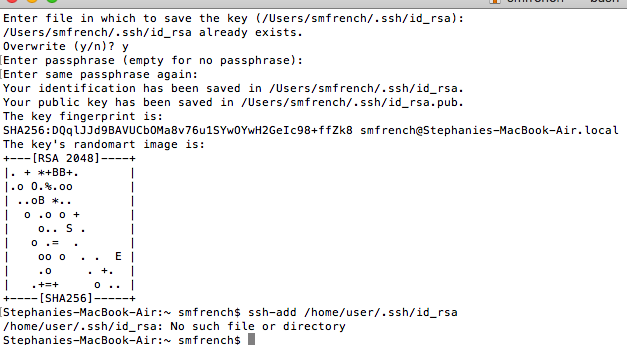 smfrench — bash
Enter file in which to save the key (/Users/smfrench/.ssh/id_rsa):
/Users/smfrench/.ssh/id_rsa already exists.
Overwrite (y/n)? y
[Enter passphrase (empty for no passphrase):
[Enter same passphrase again:
Your identification has been saved in /Users/smfrench/.ssh/id_rsa.
Your public key has been saved in /Users/smfrench/.ssh/id_rsa.pub.
The key fingerprint is:
SHA256:DQqlJJd9BAVUCbOMa8v76u1SYwOYwH2GeIc98+ffZk8 smfrench@Stephanies-MacBook-Air.local
The key's randomart image is:
+---[RSA 2048]----+
|. + *+BB+.       |
|.o O.%.oo        |
| ..oB *..        |
|  o .o o +       |
|    o.. S .      |
|   o .=  .       |
|    oo o  . .  E |
|    .o     . +.  |
|   .+=+     o .. |
+----[SHA256]-----+
[Stephanies-MacBook-Air:~ smfrench$ ssh-add /home/user/.ssh/id_rsa
/home/user/.ssh/id_rsa: No such file or directory
Stephanies-MacBook-Air:~ smfrench$